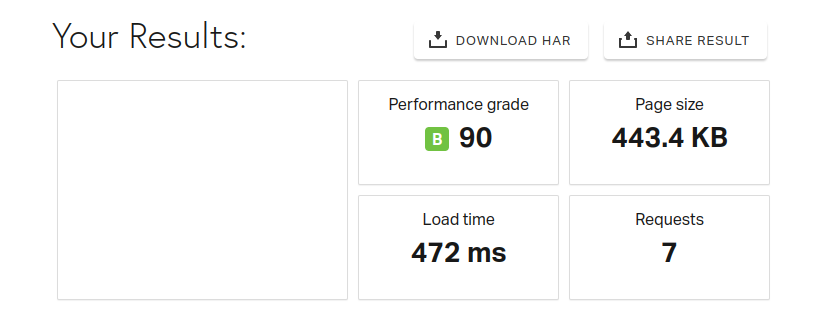 Your Results:
DOWNLOAD HAR
SHARE RESULT
Performance grade
B 90
Page size
443.4 KB
Load time
472 ms
Requests
7